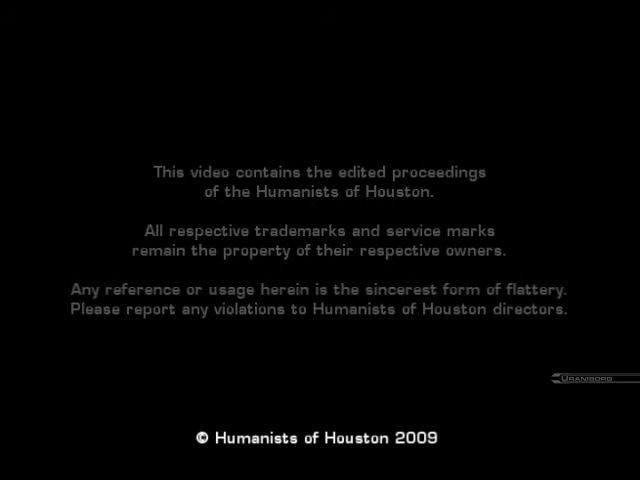 This video contains the edited proceedings
of the Humanists of Houston.
All respective trademarks and service marks
remain the property of their respective owners.
Any reference or usage herein is the sincerest form of flattery.
Please report any violations to Humanists of Houston directors.
URANIBORG
© Humanists of Houston 2009